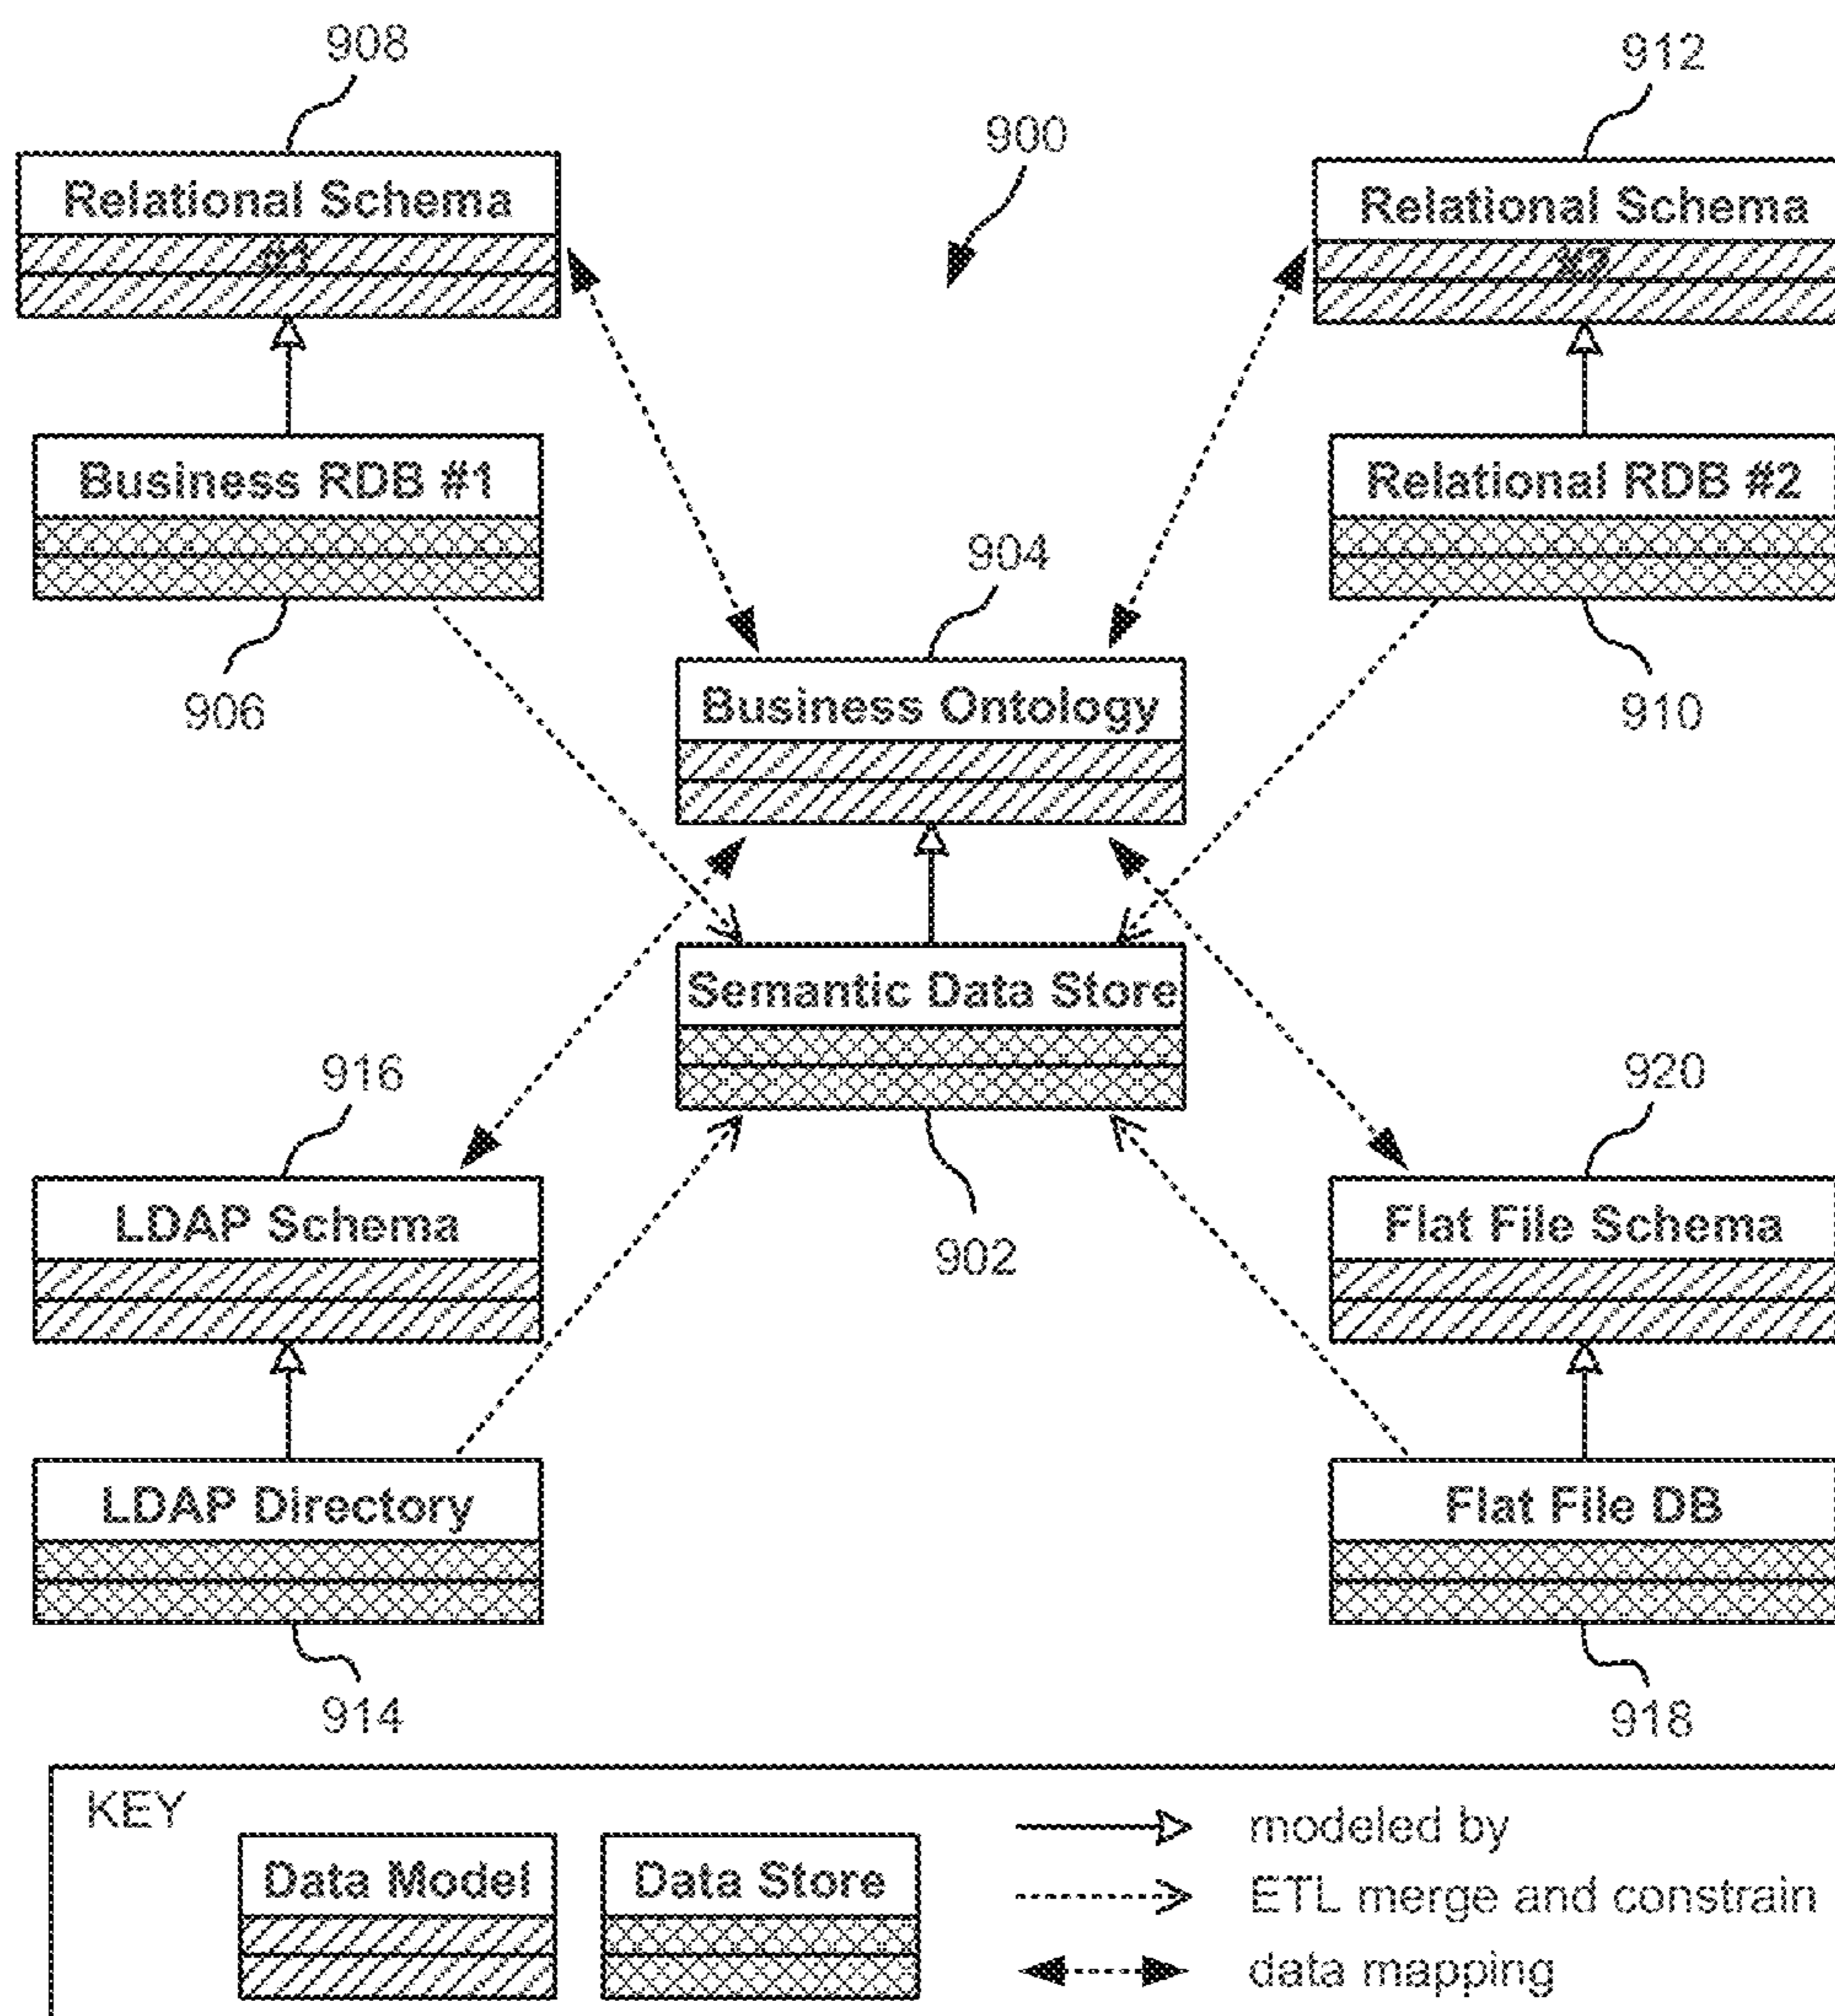 908
912
900
Relational Schema
#1
Relational Schema
#2
Business RDB #1
Relational RDB #2
904
906
Business Ontology
910
Semantic Data Store
916
920
LDAP Schema
902
Flat File Schema
LDAP Directory
Flat File DB
914
918
KEY
Data Model
Data Store
modeled by
ETL merge and constrain
data mapping